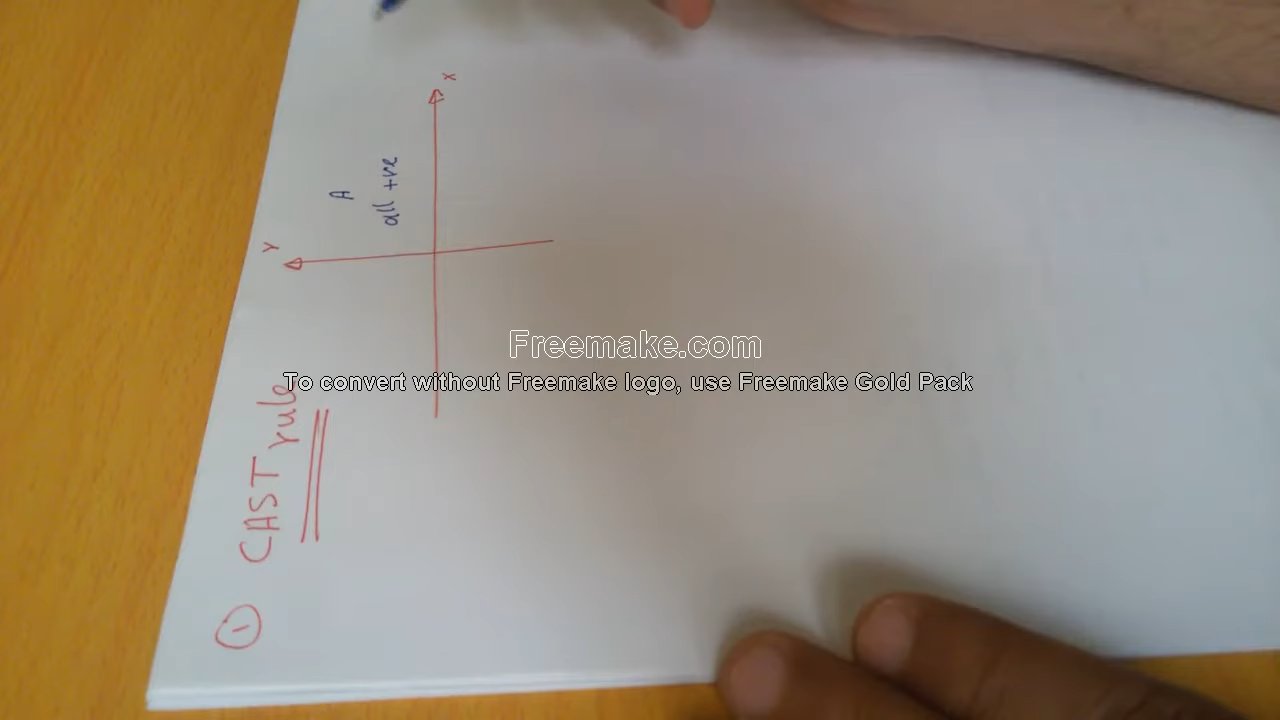 ① CAST rule
Y
A
all +ve
X
Freemake.com
To convert without Freemake logo, use Freemake Gold Pack